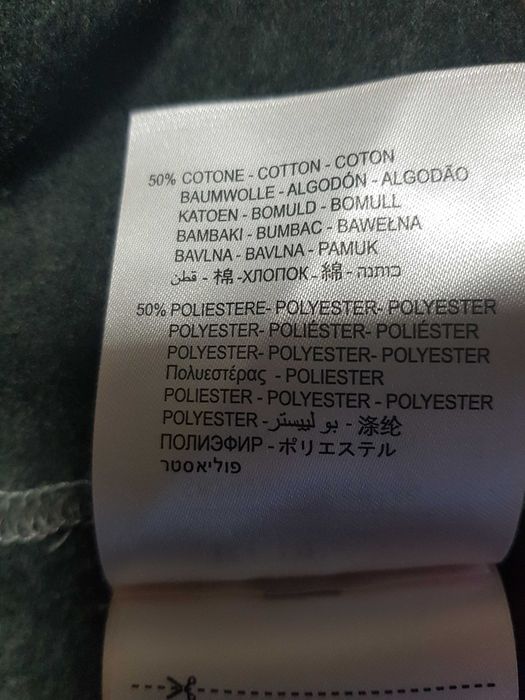 50% COTONE - COTTON - COTON
BAUMWOLLE - ALGODÓN - ALGODÃO
KATOEN - BOMULD - BOMULL
BAMBAKI - BUMBAC - BAWEŁNA
BAVLNA - BAVLNA - PAMUK
قطن - 棉 -ХЛОПОК - 綿 - כותנה
50% POLIESTERE- POLYESTER- POLYESTER
POLYESTER- POLIÉSTER- POLIÉSTER
POLYESTER- POLYESTER- POLYESTER
Πολυεστέρας - POLIESTER
POLIESTER - POLYESTER - POLYESTER
POLYESTER - بو لييستر - 涤纶
ПОЛИЭФИР - ポリエステル
פוליאסטר